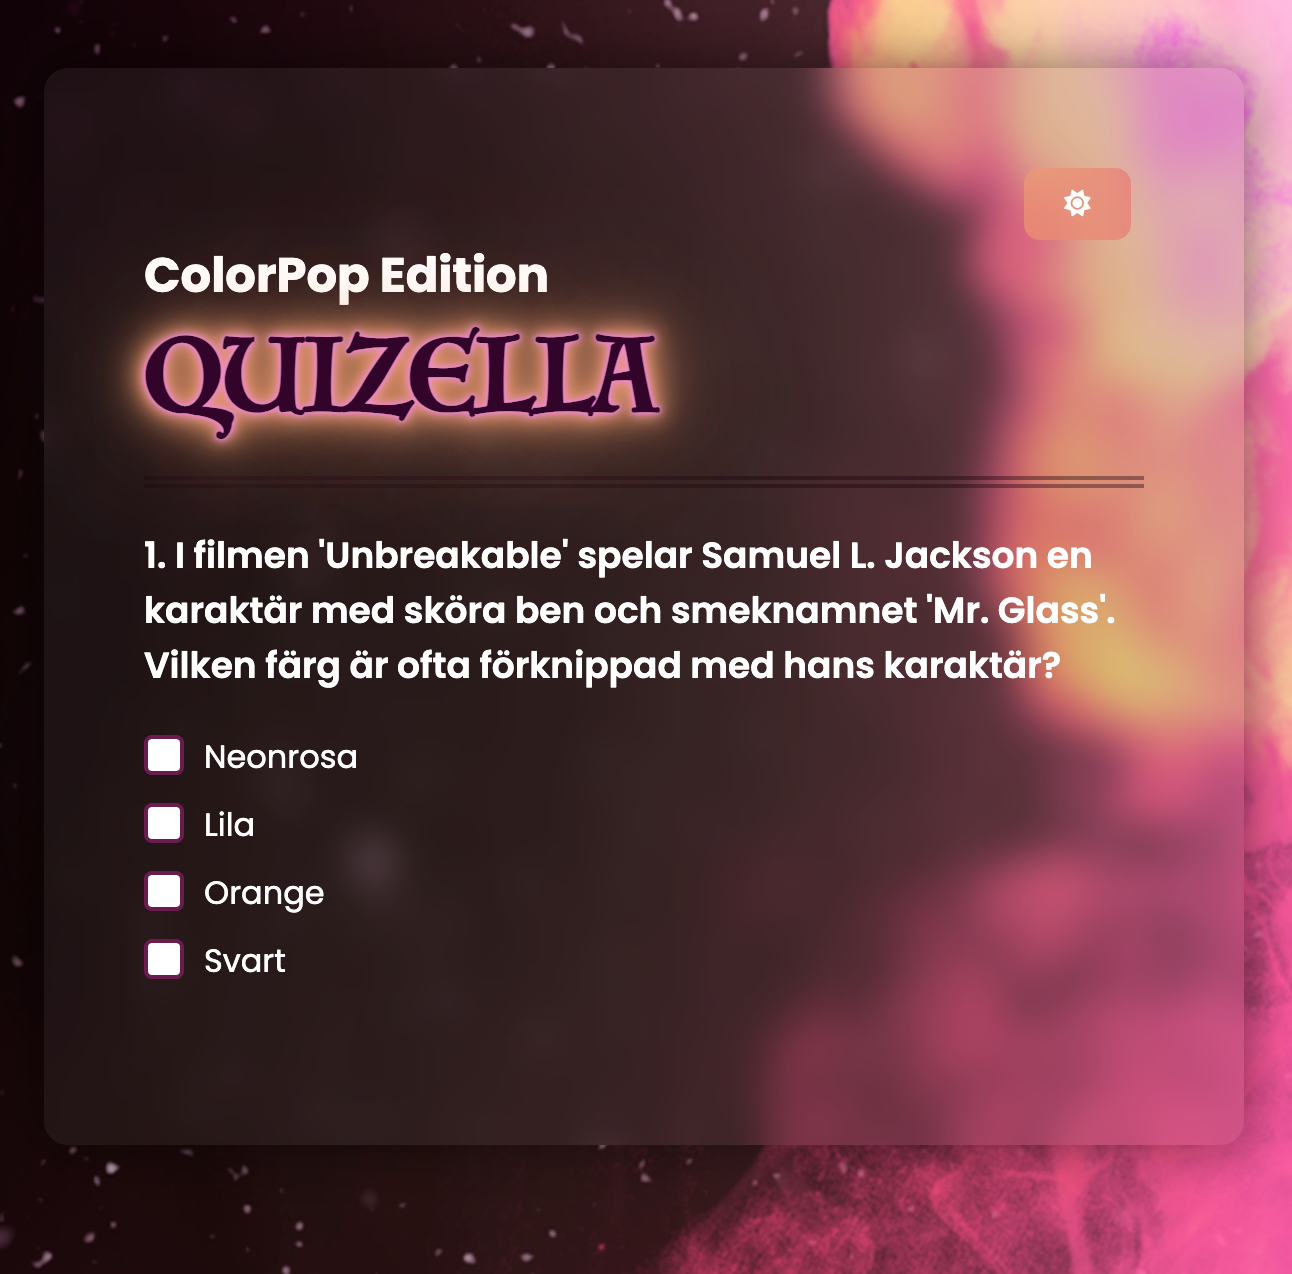 ColorPop Edition
QUIZELLA
1. I filmen 'Unbreakable' spelar Samuel L. Jackson en
karaktär med sköra ben och smeknamnet 'Mr. Glass'.
Vilken färg är ofta förknippad med hans karaktär?
Neonrosa
Lila
Orange
Svart